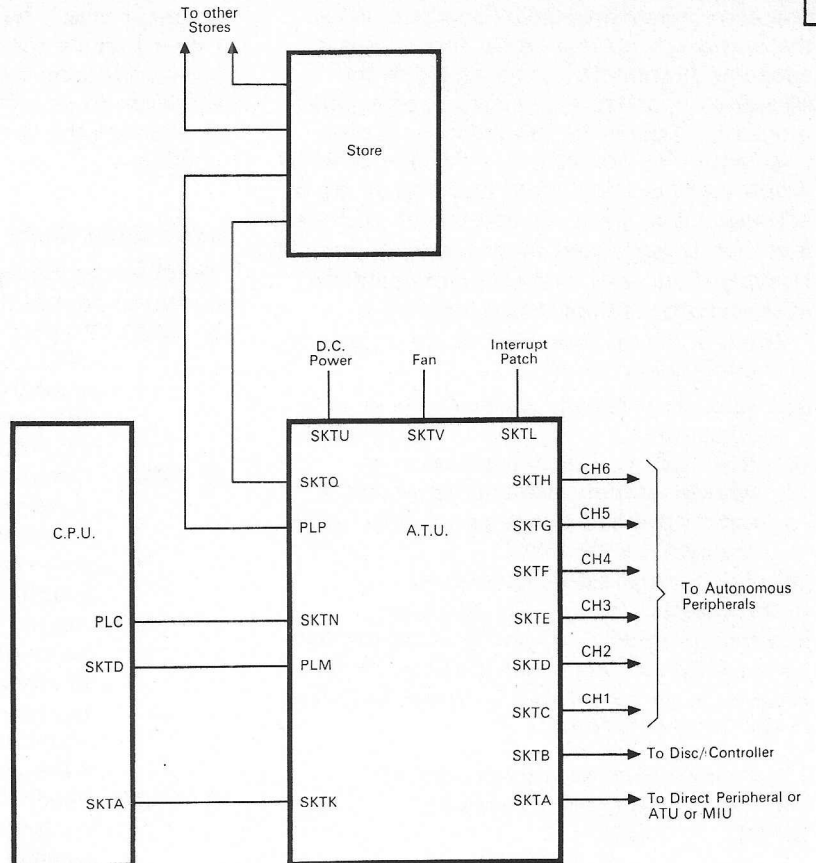 To other
Stores
Store
D.C.
Power
Fan
Interrupt
Patch
SKTU
SKTV
SKTL
SKTQ
SKTH
CH6
PLP
A.T.U.
SKTG
CH5
C.P.U.
SKTF
CH4
To Autonomous
Peripherals
PLC
SKTN
SKTE
CH3
SKTD
PLM
SKTD
CH2
SKTC
CH1
SKTB
To Disc/Controller
SKTA
SKTK
SKTA
To Direct Peripheral or
ATU or MIU